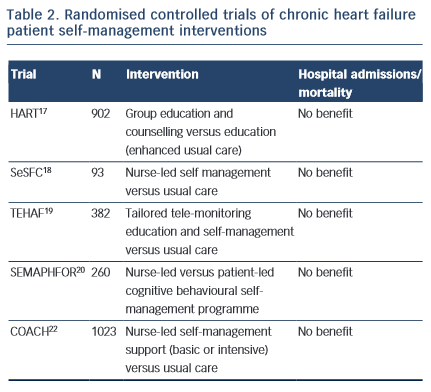 Table 2. Randomised controlled trials of chronic heart failure
patient self-management interventions
Trial N Intervention Hospital admissions/
mortality
HART17 902 Group education and No benefit
counselling versus education
(enhanced usual care)
SeSFC18 93 Nurse-led self management No benefit
versus usual care
TEHAF19 382 Tailored tele-monitoring No benefit
education and self-management
versus usual care
SEMAPHFOR20 260 Nurse-led versus patient-led No benefit
cognitive behavioural self-
management programme
COACH22 1023 Nurse-led self-management No benefit
support (basic or intensive)
versus usual care